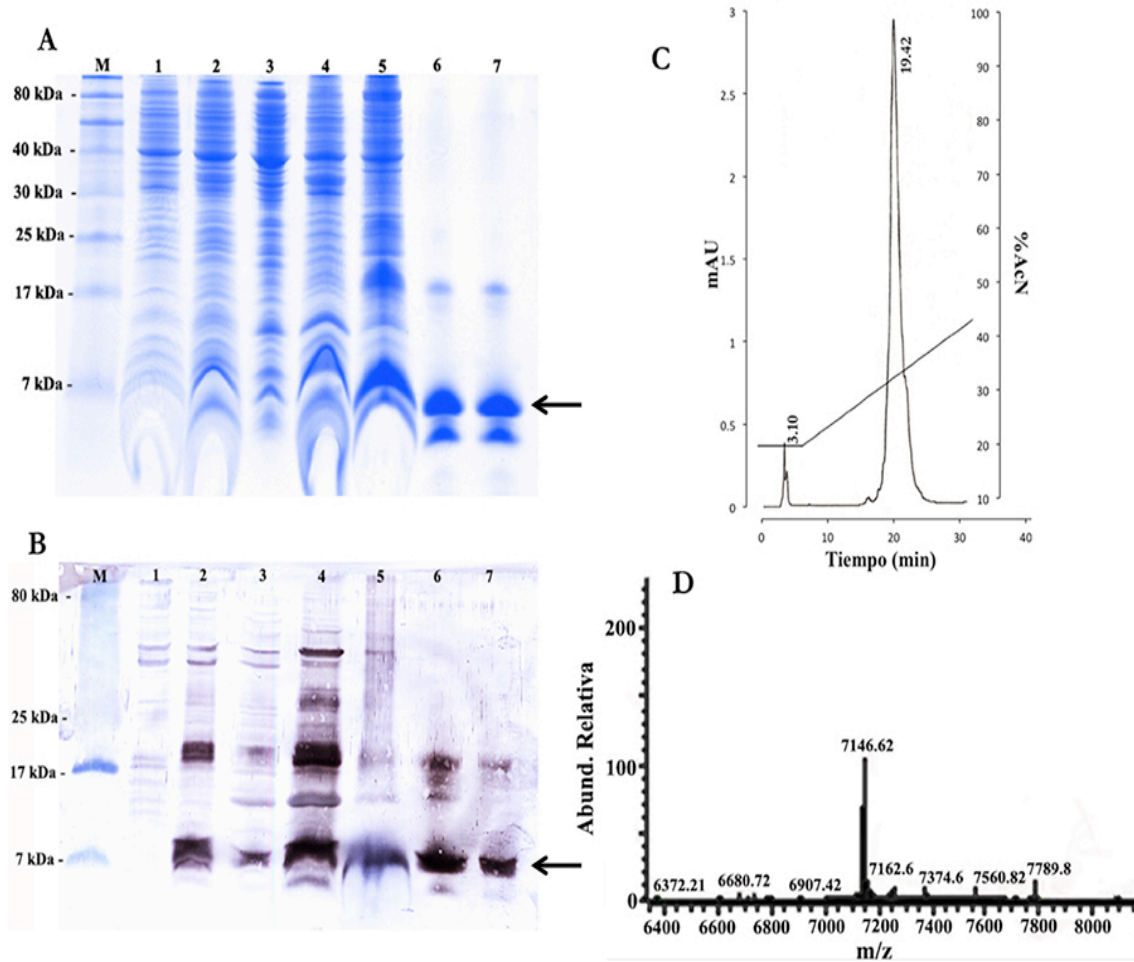 A
M 1 2 3 4 5 6 7
80 kDa -
40 kDa -
30 kDa -
25 kDa -
17 kDa -
7 kDa -
B
M 1 2 3 4 5 6 7
80 kDa -
25 kDa -
17 kDa -
7 kDa -
C
3
2.5
2
1.5
1
0.5
0
mAU
19.42
3.10
100
90
80
70
60
50
40
30
20
10
%AcN
0 10 20 30 40
Tiempo (min)
D
200
100
0
Abund. Relativa
7146.62
6372.21 6680.72 6907.42 7162.6 7374.6 7560.82 7789.8
6400 6600 6800 7000 7200 7400 7600 7800 8000
m/z